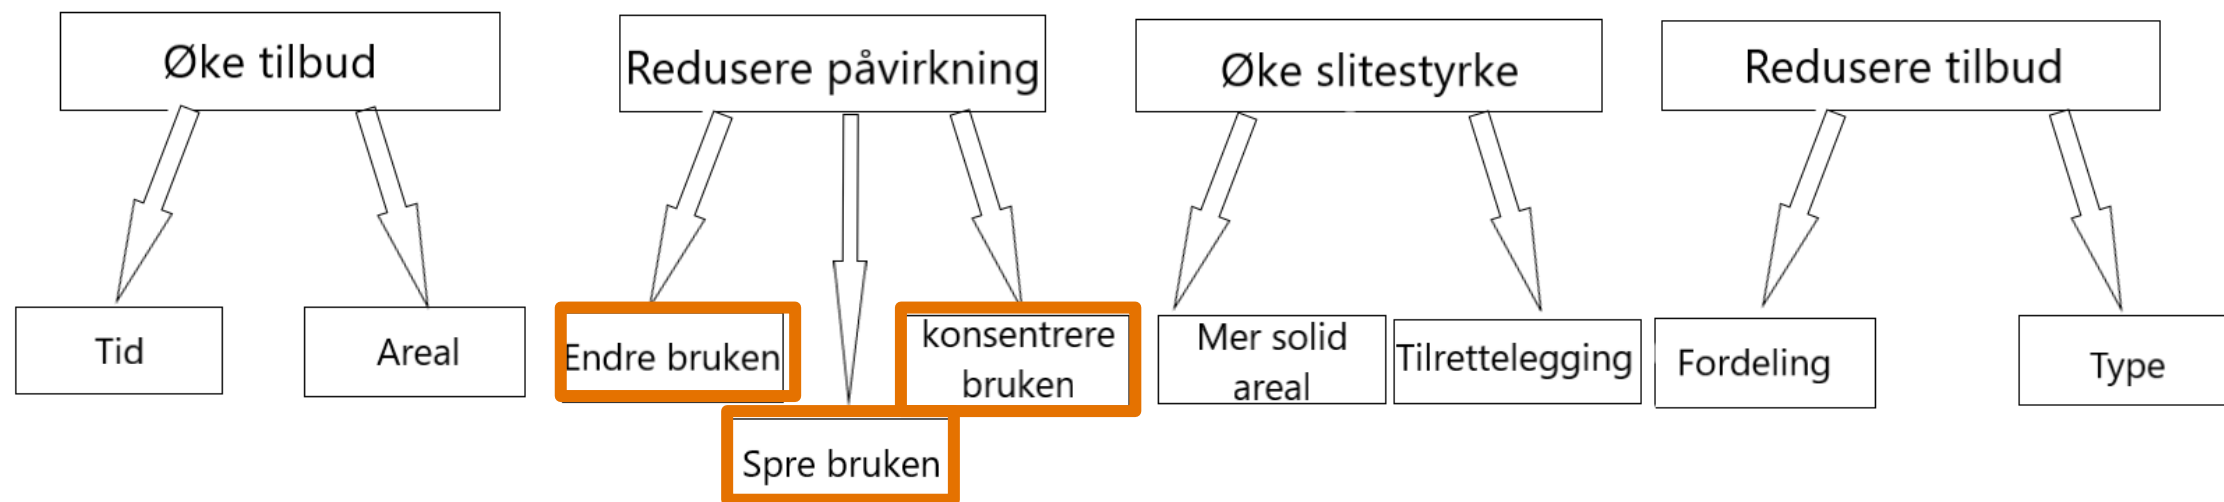 Øke tilbud
Redusere påvirkning
Øke slitestyrke
Redusere tilbud
Tid
Areal
Endre bruken
Spre bruken
konsentrere
bruken
Mer solid
areal
Tilrettelegging
Fordeling
Type